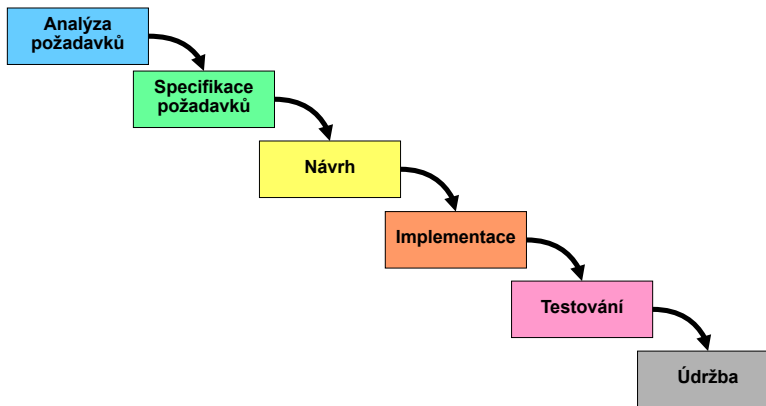 Analýza
požadavků
Specifikace
požadavků
Návrh
Implementace
Testování
Údržba